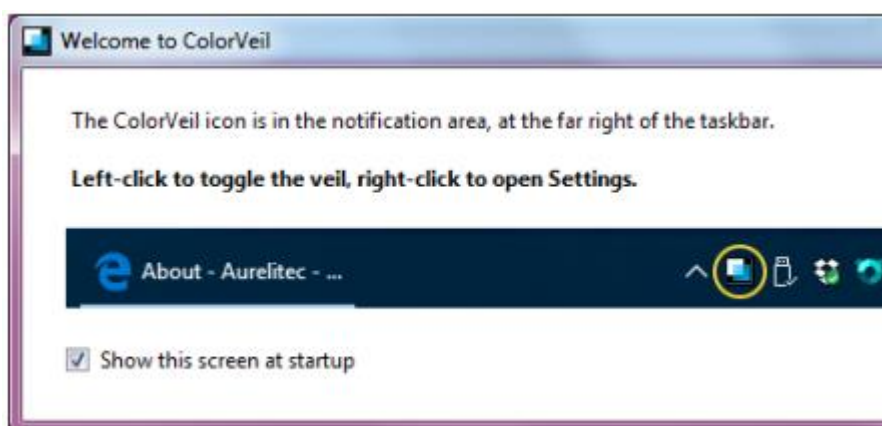 Welcome to ColorVeil
The ColorVeil icon is in the notification area, at the far right of the taskbar.
Left-click to toggle the veil, right-click to open Settings.
About - Aurelitec - ...
Show this screen at startup